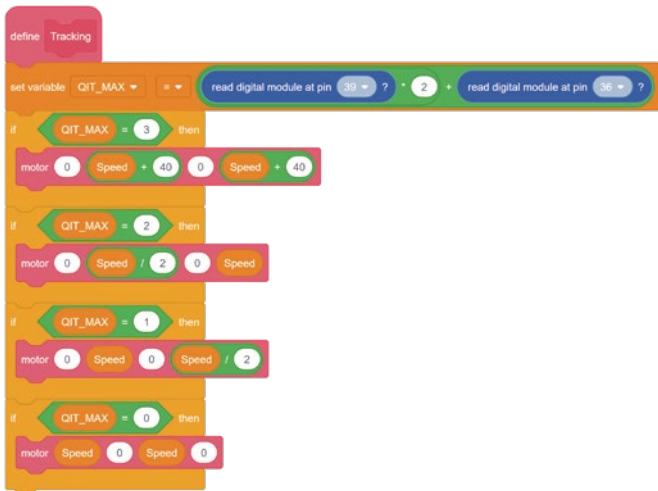 define Tracking
set variable QIT_MAX = read digital module at pin 39 ? * 2 + read digital module at pin 36 ?
if QIT_MAX = 3 then
motor 0 Speed + 40 0 Speed + 40
if QIT_MAX = 2 then
motor 0 Speed / 2 0 Speed
if QIT_MAX = 1 then
motor 0 Speed 0 Speed / 2
if QIT_MAX = 0 then
motor Speed 0 Speed 0